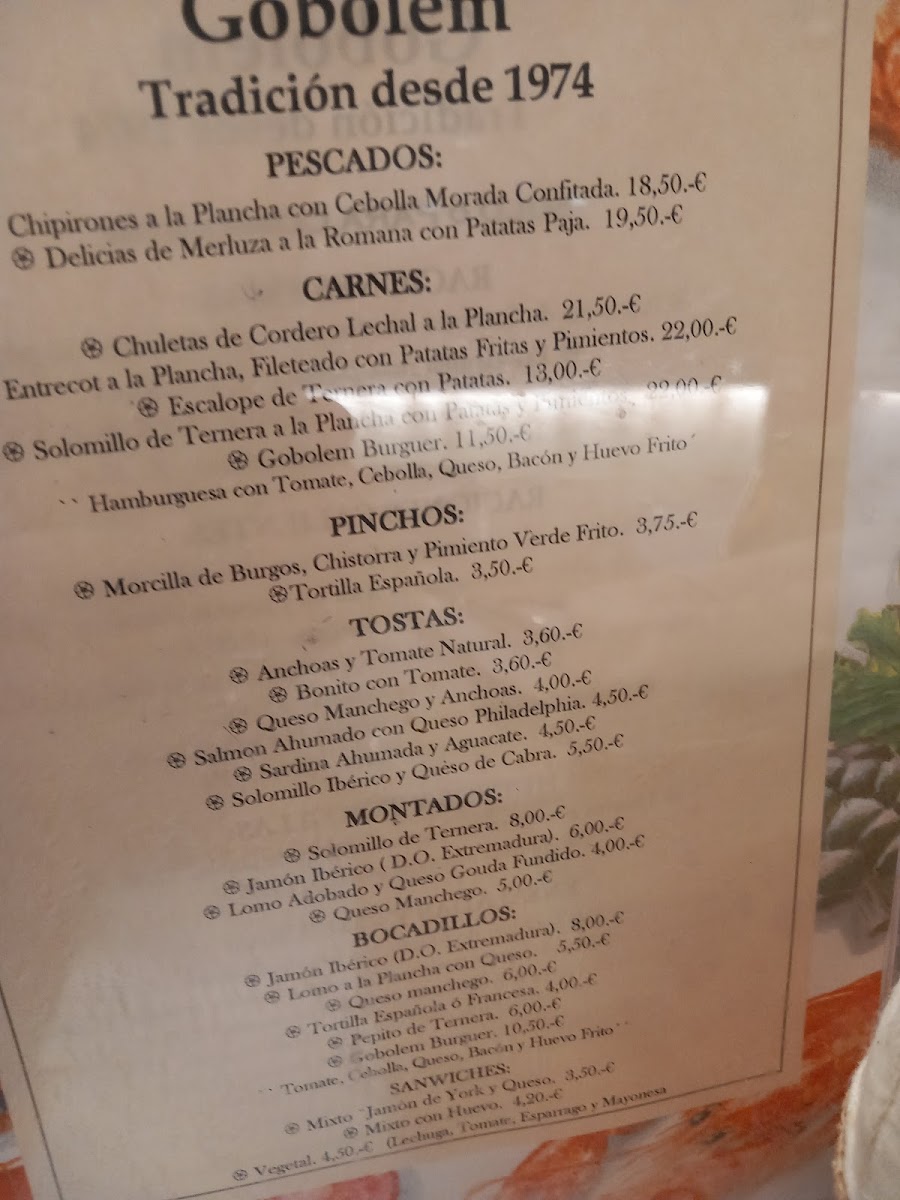 Gobolem
Tradición desde 1974
PESCADOS:
Chipirones a la Plancha con Cebolla Morada Confitada. 18,50.-€
Delicias de Merluza a la Romana con Patatas Paja. 19,50.-€
CARNES:
Chuletas de Cordero Lechal a la Plancha. 21,50.-€
Entrecot a la Plancha, Fileteado con Patatas Fritas y Pimientos. 22,00.-€
Escalope de Ternera con Patatas. 13,00.-€
Solomillo de Ternera a la Plancha con Patatas y Pimientos. 22,00.-€
Gobolem Burguer. 11,50.-€
`` Hamburguesa con Tomate, Cebolla, Queso, Bacón y Huevo Frito´
PINCHOS:
Morcilla de Burgos, Chistorra y Pimiento Verde Frito. 3,75.-€
Tortilla Española. 3,50.-€
TOSTAS:
Anchoas y Tomate Natural. 3,60.-€
Bonito con Tomate. 3,60.-€
Queso Manchego y Anchoas. 4,00.-€
Salmon Ahumado con Queso Philadelphia. 4,50.-€
Sardina Ahumada y Aguacate. 4,50.-€
Solomillo Ibérico y Queso de Cabra. 5,50.-€
MONTADOS:
Solomillo de Ternera. 8,00.-€
Jamón Ibérico ( D.O. Extremadura). 6,00.-€
Lomo Adobado y Queso Gouda Fundido. 4,00.-€
Queso Manchego. 5,00.-€
BOCADILLOS:
Jamón Ibérico (D.O. Extremadura). 8,00.-€
Lomo a la Plancha con Queso. 5,50.-€
Queso manchego. 6,00.-€
Tortilla Española ó Francesa. 4,00.-€
Pepito de Ternera. 6,00.-€
Gobolem Burguer. 10,50.-€
`` Tomate, Cebolla, Queso, Bacón y Huevo Frito´´
SANWICHES:
Mixto ¨Jamón de York y Queso. 3,50.-€
Mixto con Huevo. 4,20.-€
Vegetal. 4,50.-€ (Lechuga, Tomate, Esparrago y Mayonesa